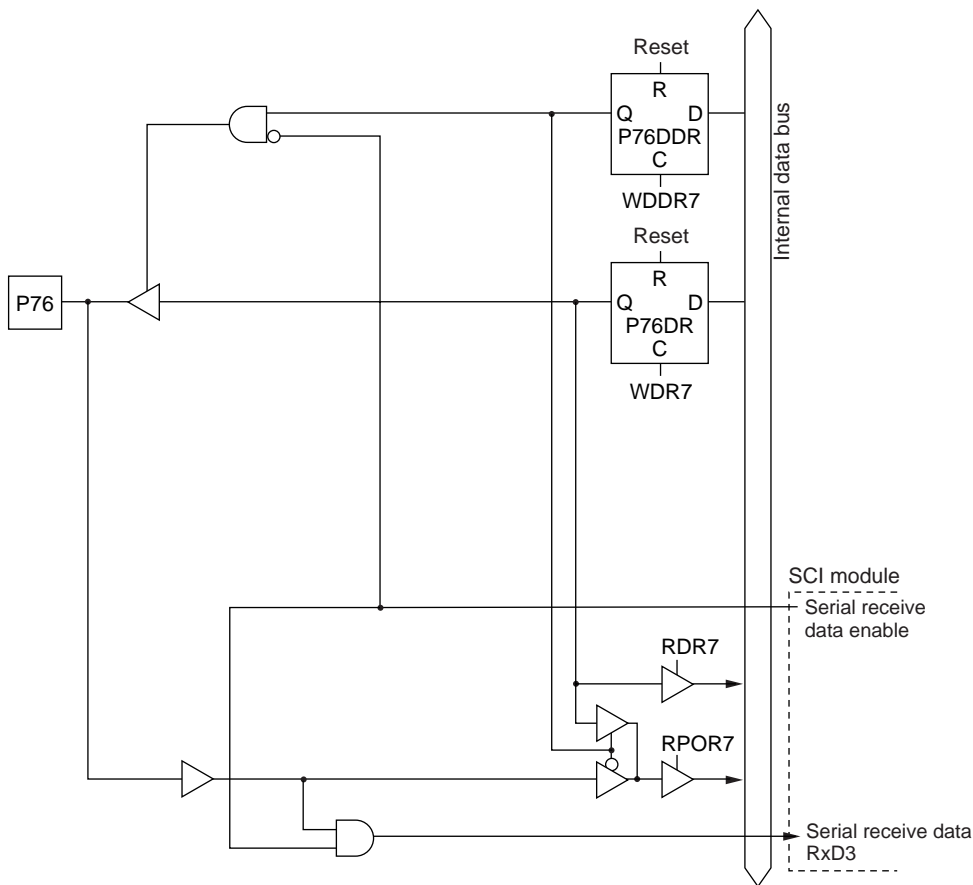 Reset
R
Q D
P76DDR
C
WDDR7
Internal data bus
Reset
P76
R
Q D
P76DR
C
WDR7
SCI module
Serial receive
data enable
RDR7
RPOR7
Serial receive data
RxD3